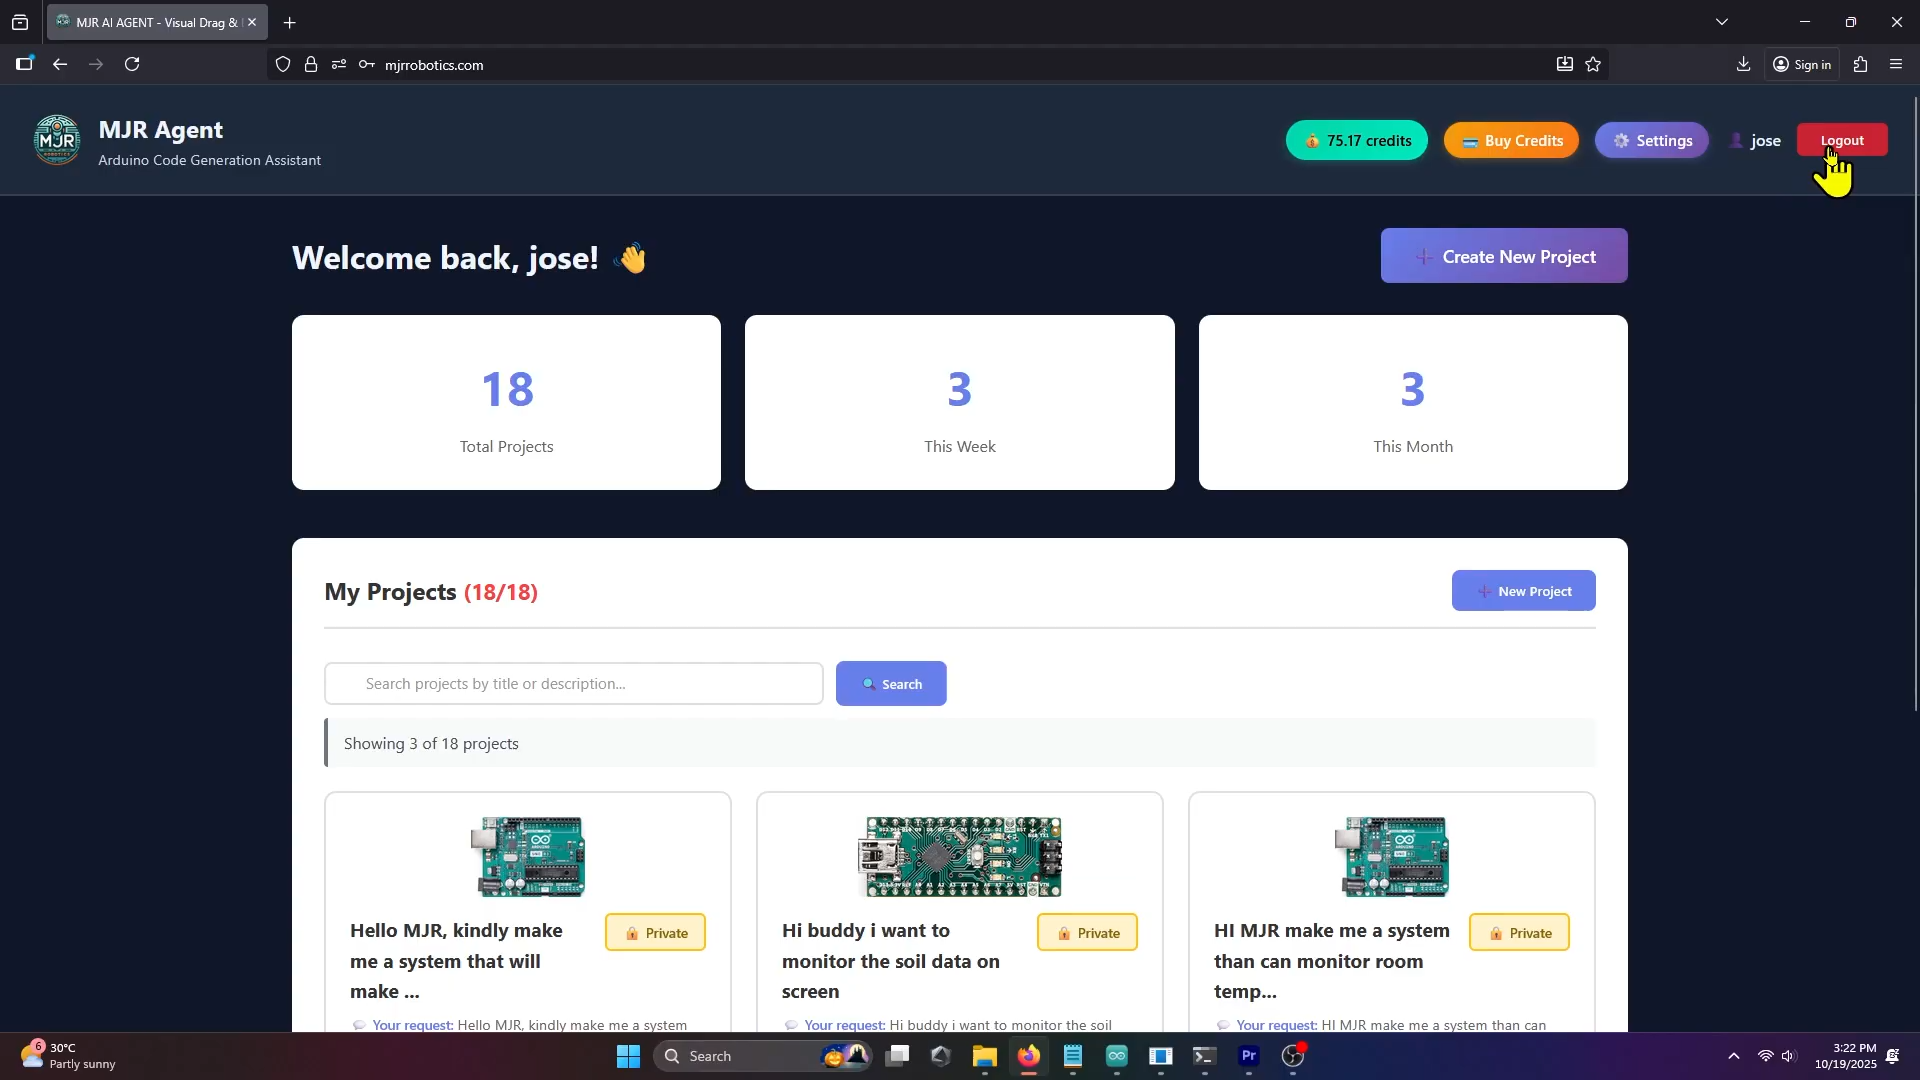 MJR AI AGENT - Visual Drag &
mjrrobotics.com
Sign in
MJR
MJR Agent
Arduino Code Generation Assistant
75.17 credits
Buy Credits
Settings
jose
Logout
Welcome back, jose!
Create New Project
18
Total Projects
3
This Week
3
This Month
My Projects (18/18)
New Project
Search projects by title or description...
Search
Showing 3 of 18 projects
Hello MJR, kindly make
me a system that will
make ...
Private
Your request: Hello MJR, kindly make me a system
Hi buddy i want to
monitor the soil data on
screen
Private
Your request: Hi buddy i want to monitor the soil
HI MJR make me a system
than can monitor room
temp...
Private
Your request: HI MJR make me a system than can
6
30°C
Partly sunny
Search
Pr
3:22 PM
10/19/2025